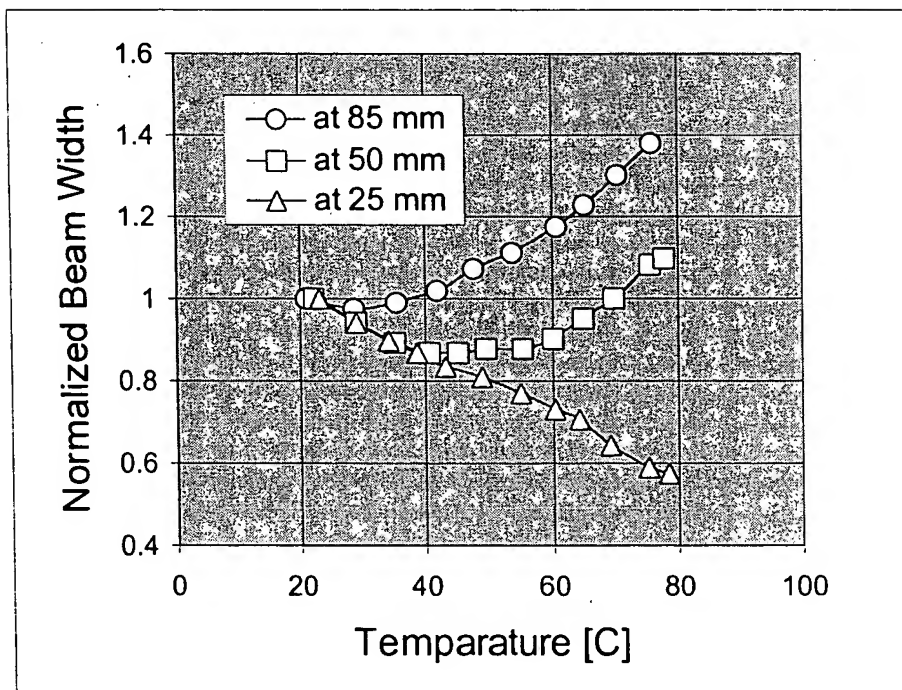 1.6
1.4
1.2
1
0.8
0.6
0.4
Normalized Beam Width
at 85 mm
at 50 mm
at 25 mm
0 20 40 60 80 100
Temparature [C]